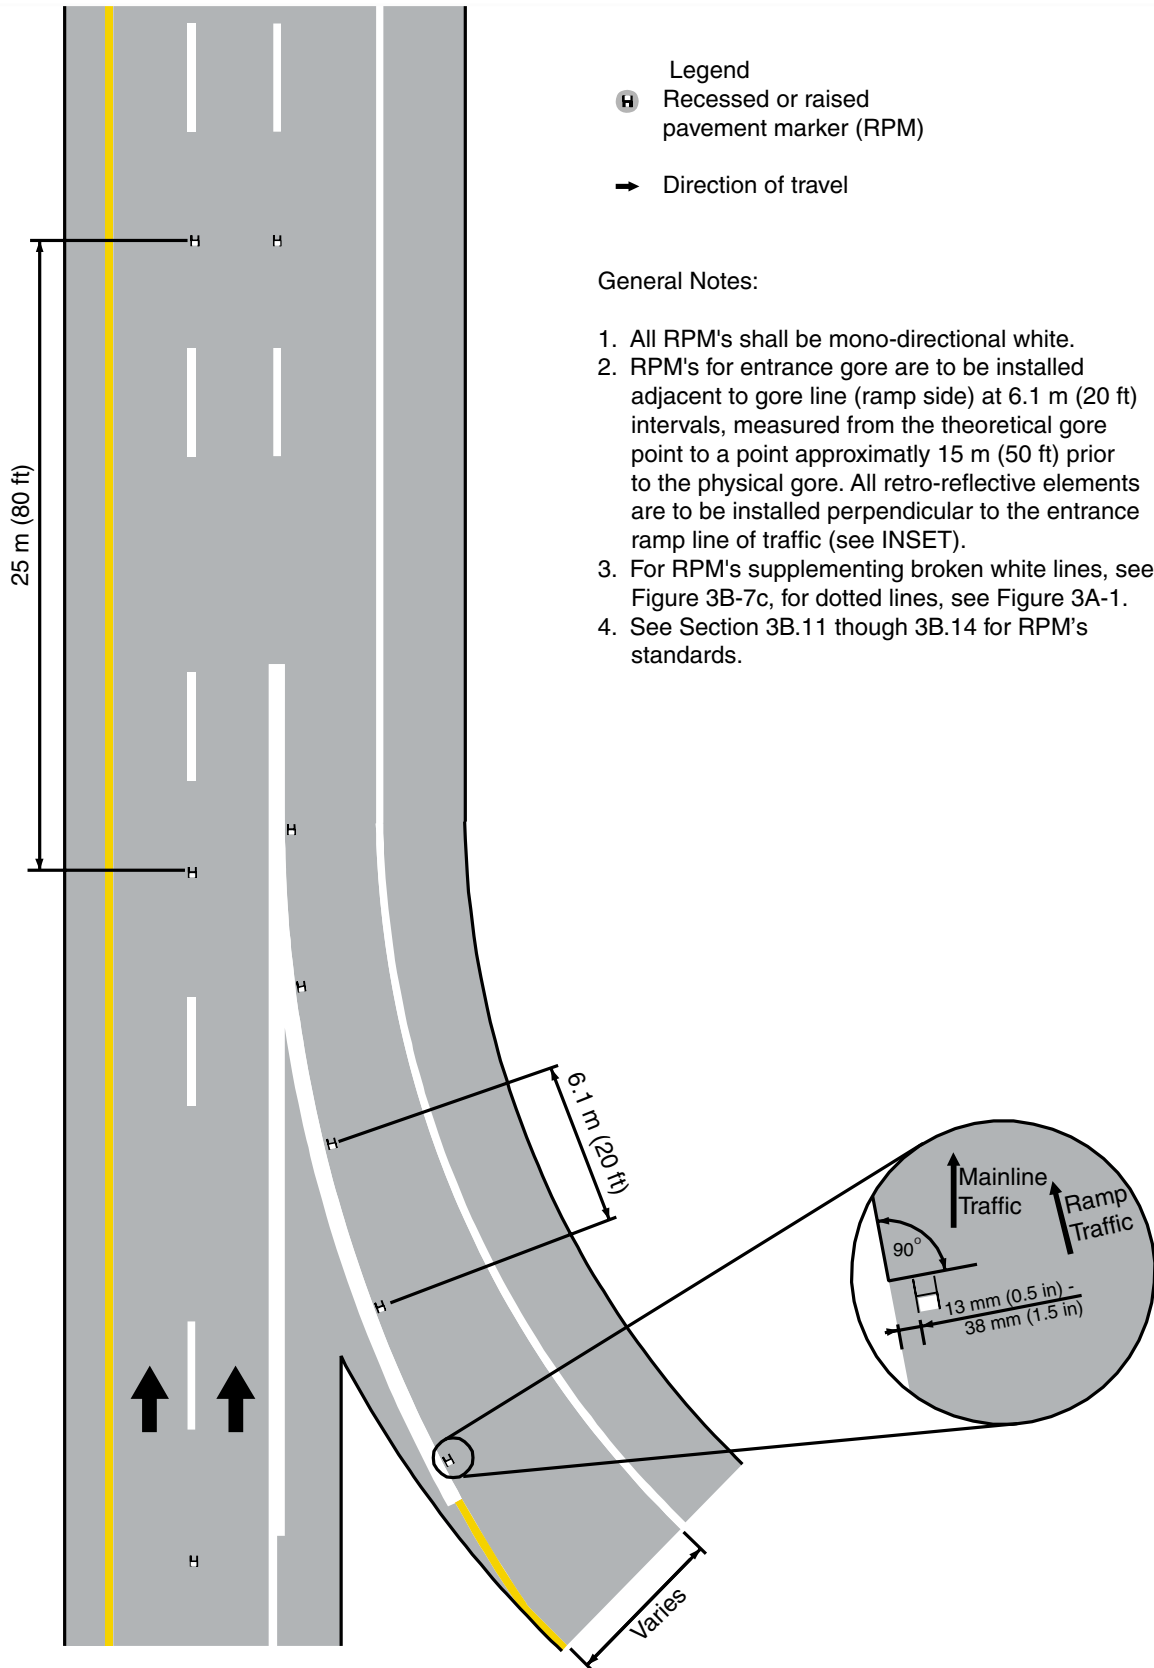 Legend
Recessed or raised
pavement marker (RPM)
Direction of travel
General Notes:
1. All RPM's shall be mono-directional white.
2. RPM's for entrance gore are to be installed
adjacent to gore line (ramp side) at 6.1 m (20 ft)
intervals, measured from the theoretical gore
point to a point approximatly 15 m (50 ft) prior
to the physical gore. All retro-reflective elements
are to be installed perpendicular to the entrance
ramp line of traffic (see INSET).
3. For RPM's supplementing broken white lines, see
Figure 3B-7c, for dotted lines, see Figure 3A-1.
4. See Section 3B.11 though 3B.14 for RPM's
standards.
25 m (80 ft)
6.1 m (20 ft)
Mainline
Traffic
Ramp
Traffic
90°
13 mm (0.5 in) -
38 mm (1.5 in)
Varies